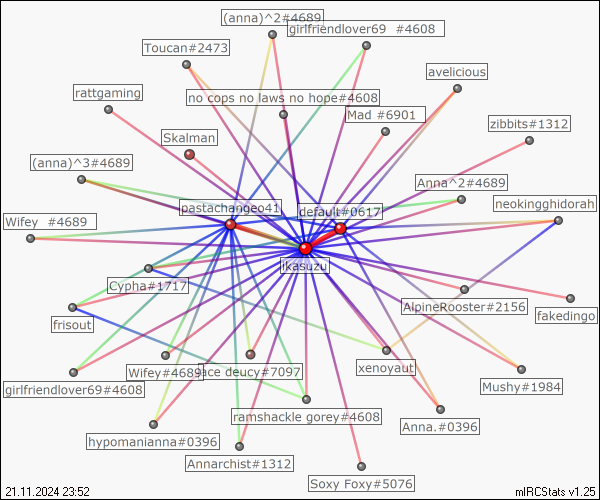 (anna)^2#4689
girlfriendlover69 #4608
Toucan#2473
avelicious
rattgaming
no cops no laws no hope#4608
Mad #6901
zibbits#1312
Skalman
(anna)^3#4689
Anna^2#4689
neokingghidorah
pastachangeo41
default#0617
Wifey #4689
ikasuzu
Cypha#1717
AlpineRooster#2156
fakedingo
frisout
xenoyaut
Wifey#4689
ace deucy#7097
Mushy#1984
girlfriendlover69#4608
ramshackle gorey#4608
Anna.#0396
hypomanianna#0396
Annarchist#1312
Soxy Foxy#5076
21.11.2024 23:52
mIRCStats v1.25